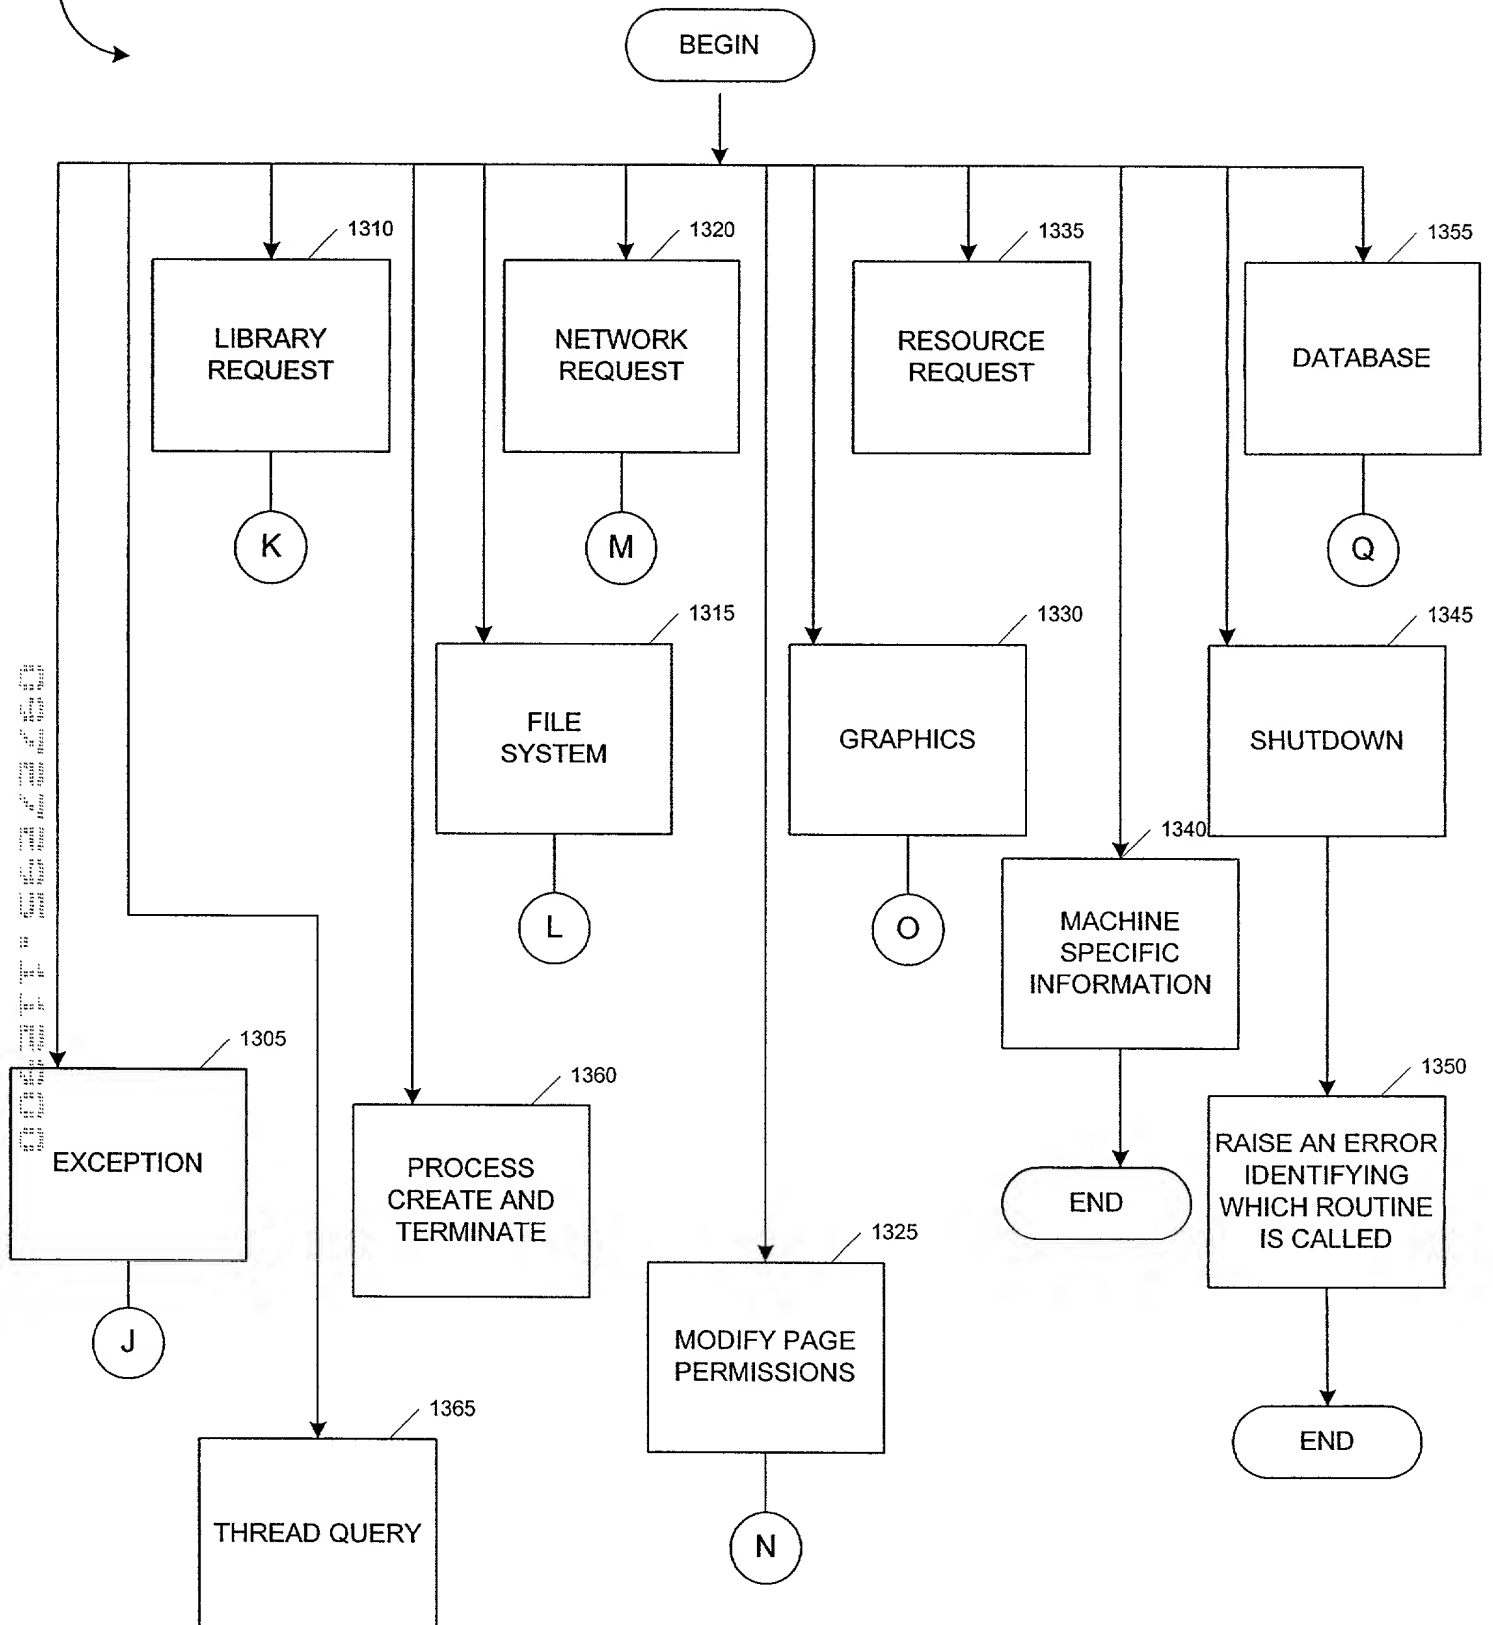 BEGIN
1310
1320
1335
1355
LIBRARY
REQUEST
NETWORK
REQUEST
RESOURCE
REQUEST
DATABASE
K
M
Q
1315
1330
1345
FILE
SYSTEM
GRAPHICS
SHUTDOWN
1340
L
O
MACHINE
SPECIFIC
INFORMATION
1305
1360
1350
EXCEPTION
PROCESS
CREATE AND
TERMINATE
END
RAISE AN ERROR
IDENTIFYING
WHICH ROUTINE
IS CALLED
1325
J
MODIFY PAGE
PERMISSIONS
1365
END
THREAD QUERY
N